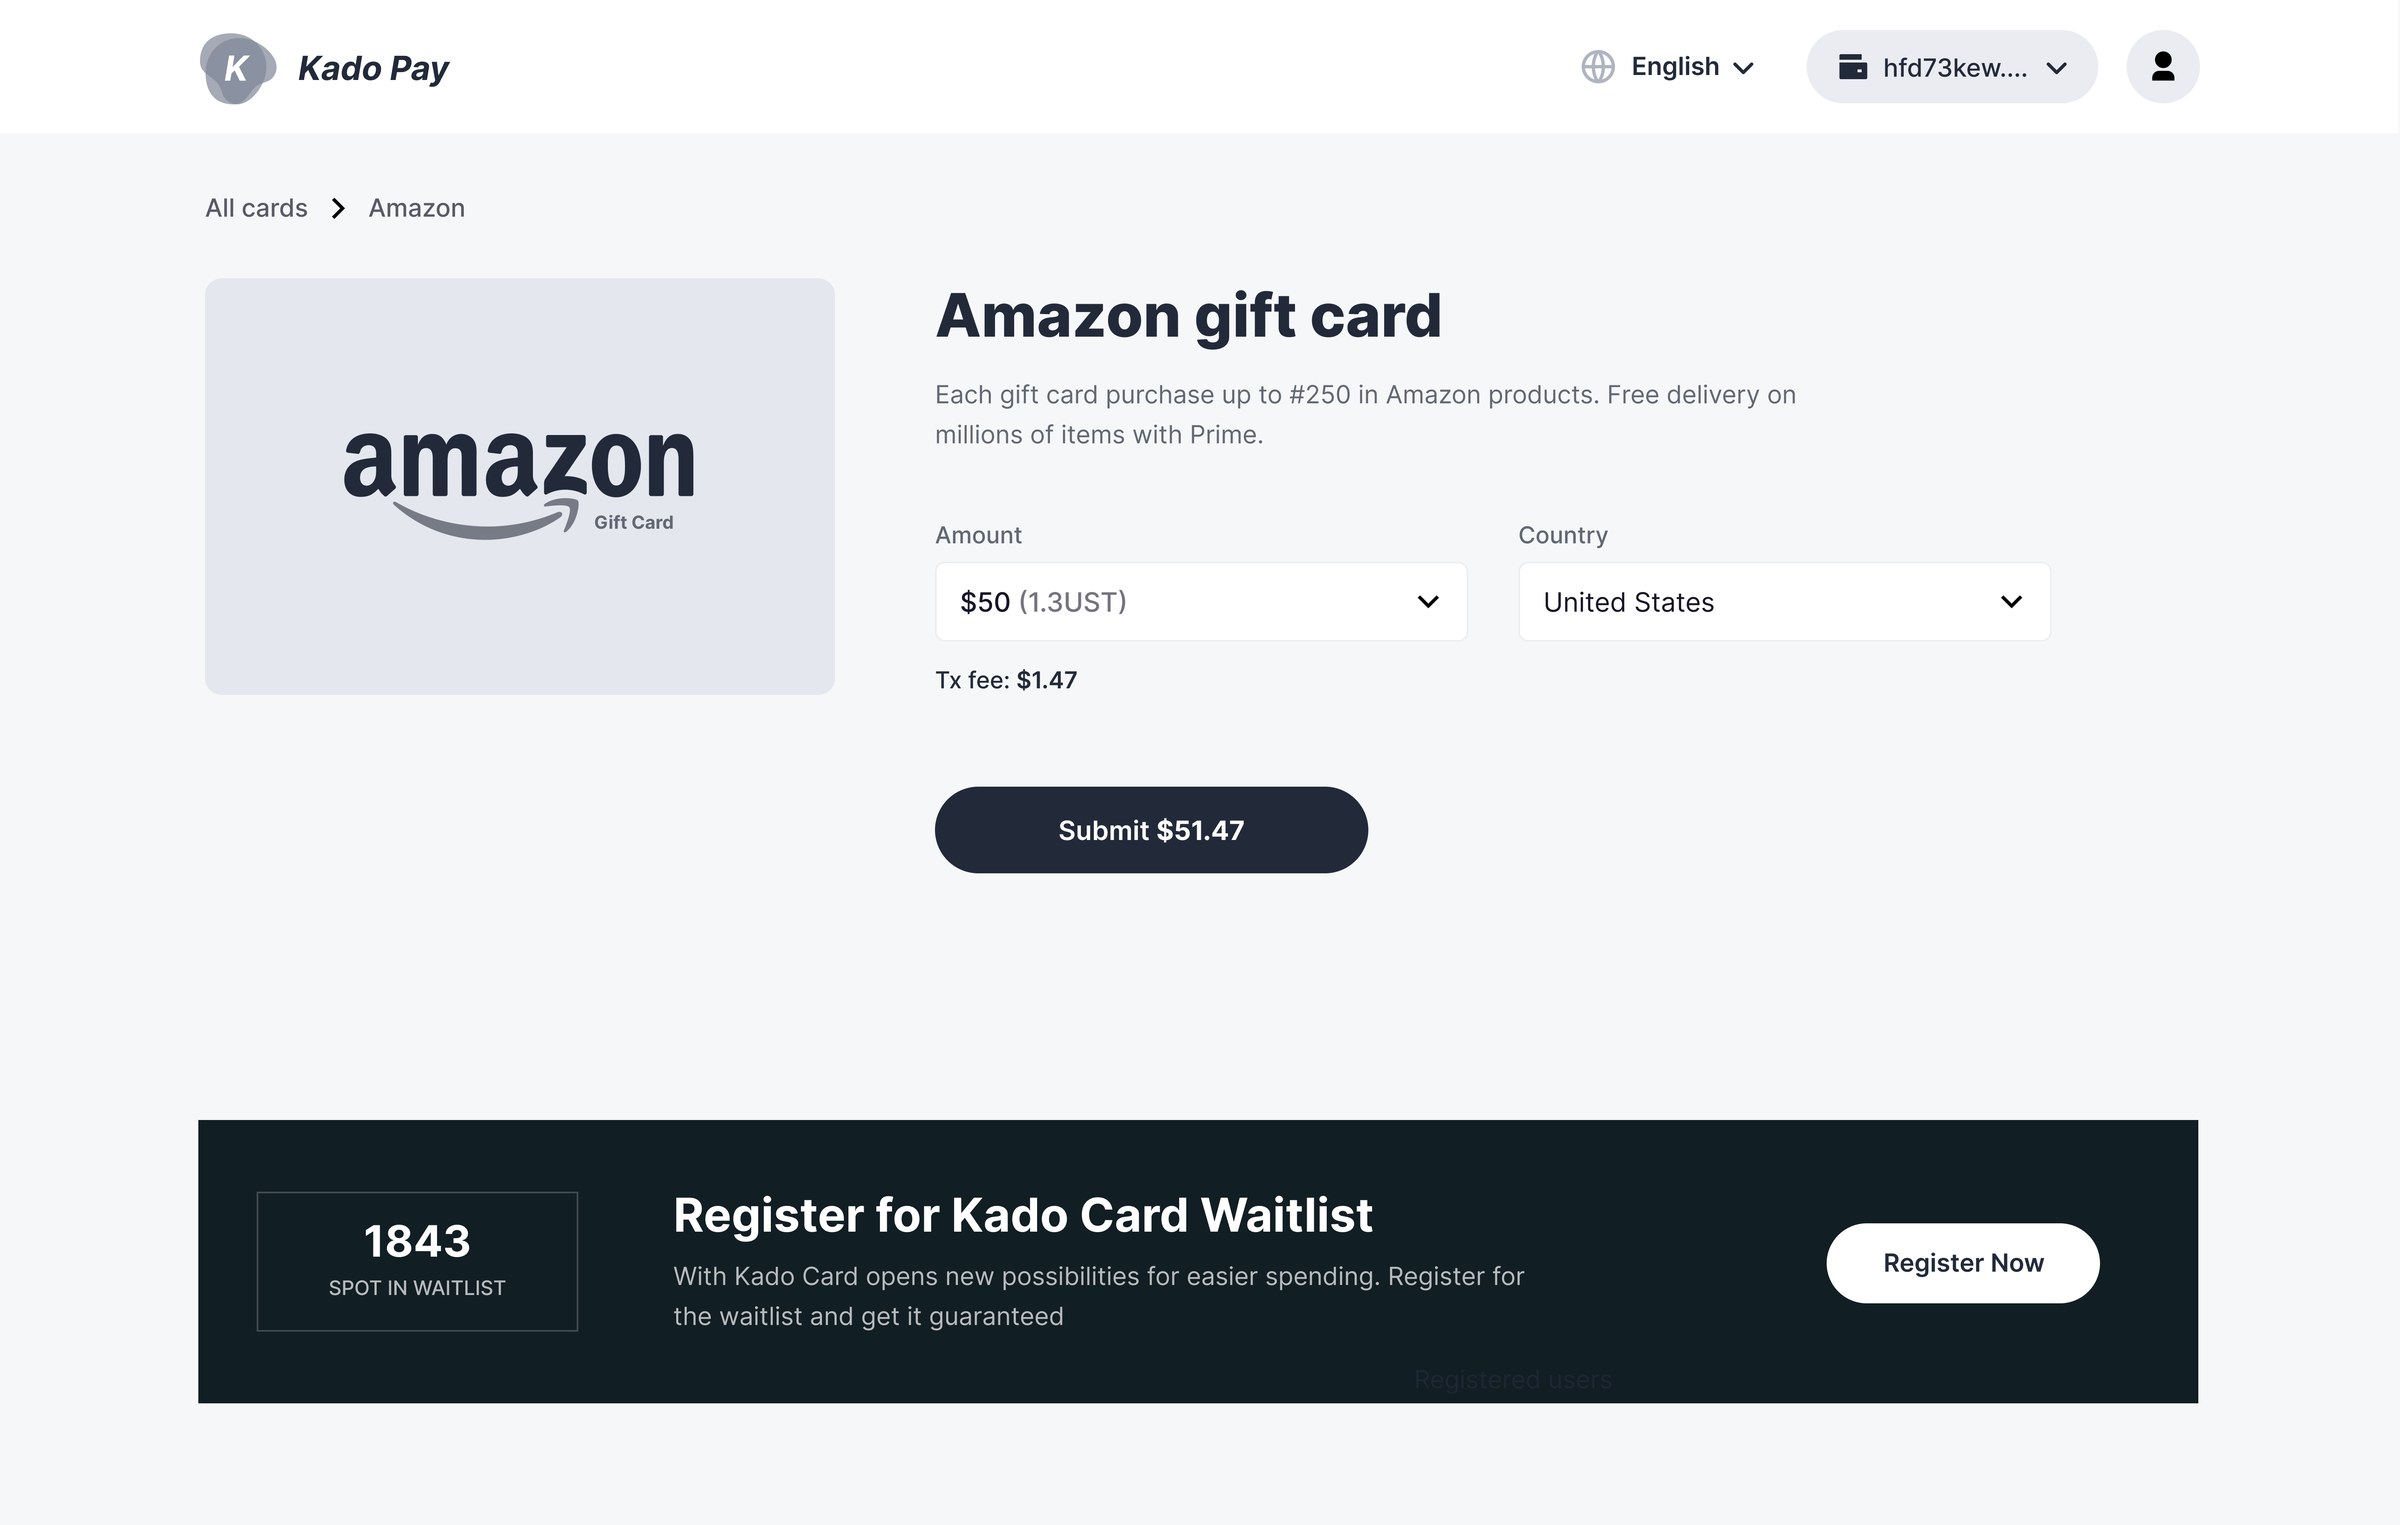 K Kado Pay
English
hfd73kew....
All cards > Amazon
amazon
Gift Card
Amazon gift card
Each gift card purchase up to #250 in Amazon products. Free delivery on
millions of items with Prime.
Amount
$50 (1.3UST)
Tx fee: $1.47
Country
United States
Submit $51.47
1843
SPOT IN WAITLIST
Register for Kado Card Waitlist
With Kado Card opens new possibilities for easier spending. Register for
the waitlist and get it guaranteed
Registered users
Register Now